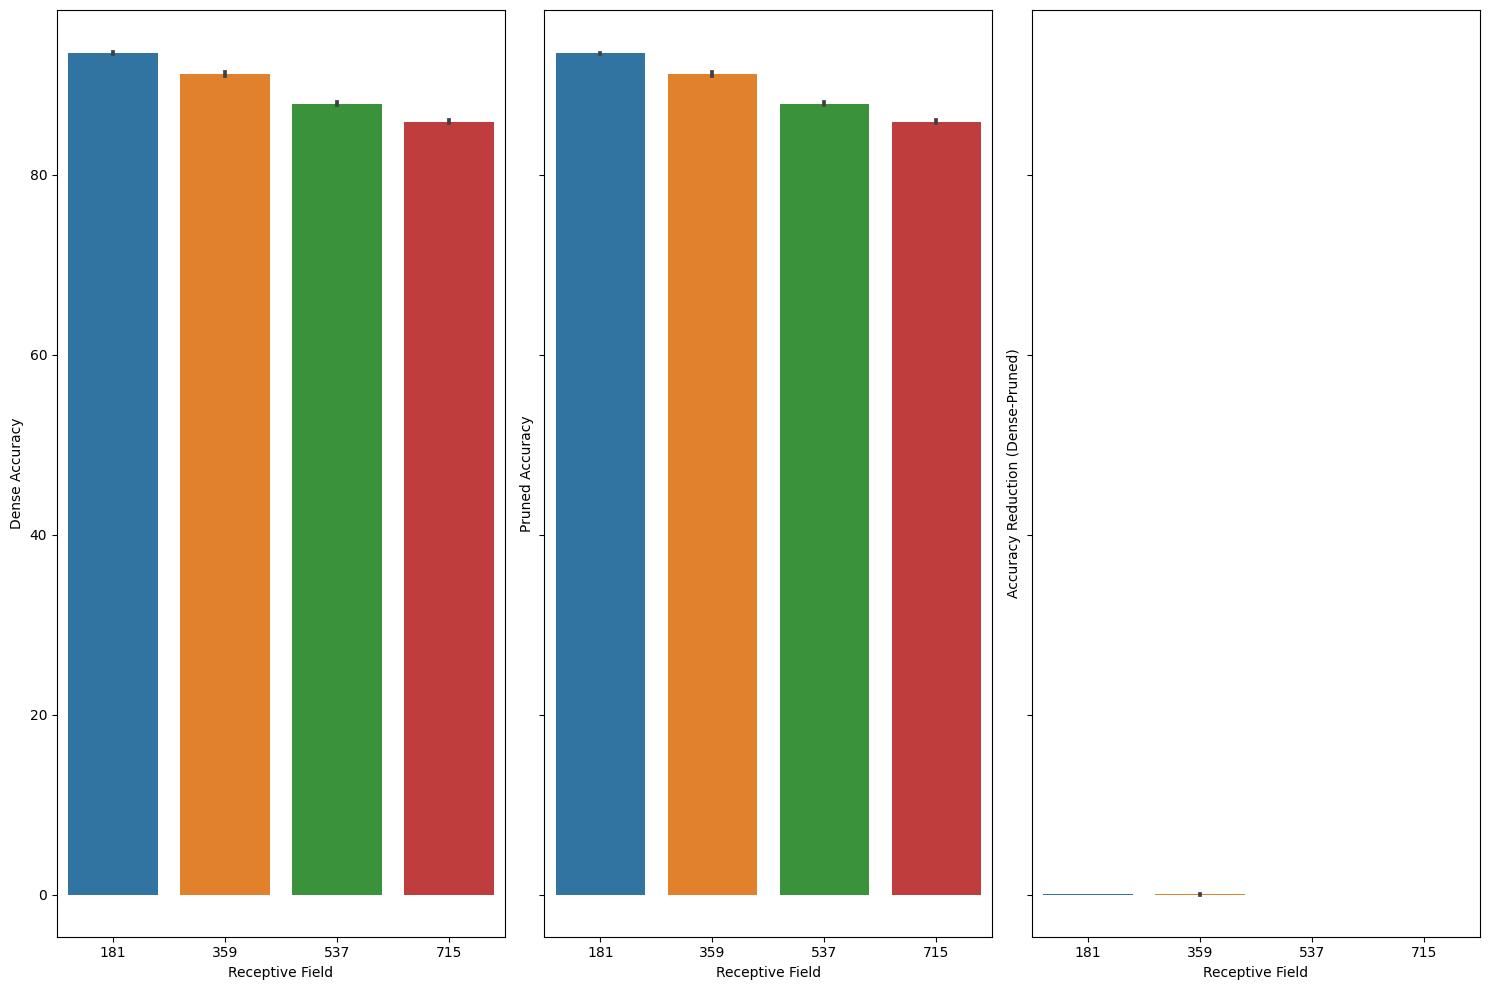 Dense Accuracy
80
60
40
20
0
181 359 537 715
Receptive Field
Pruned Accuracy
181 359 537 715
Receptive Field
Accuracy Reduction (Dense-Pruned)
181 359 537 715
Receptive Field